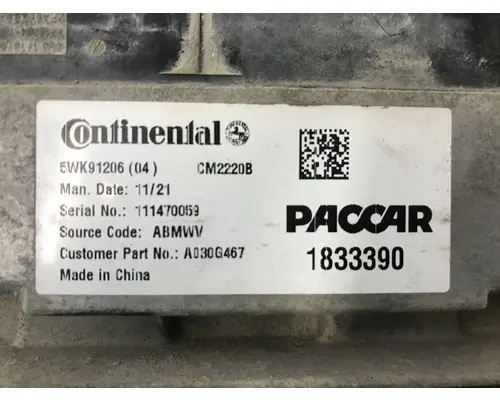 Continental
5WK91206 (04) CM2220B
Man. Date: 11/21
Serial No.: 111470059
Source Code: ABMWV
Customer Part No.: A030G467
Made in China
PACCAR
1833390